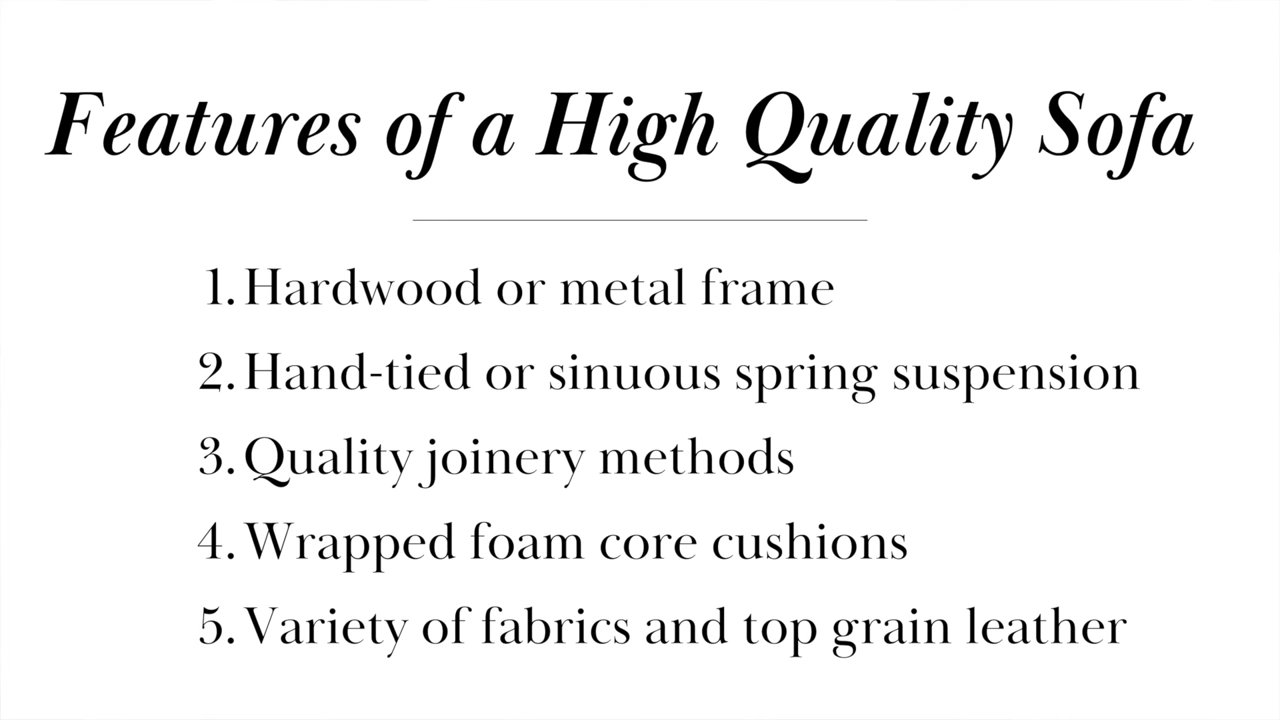 Features of a High Quality Sofa
1. Hardwood or metal frame
2. Hand-tied or sinuous spring suspension
3. Quality joinery methods
4. Wrapped foam core cushions
5. Variety of fabrics and top grain leather